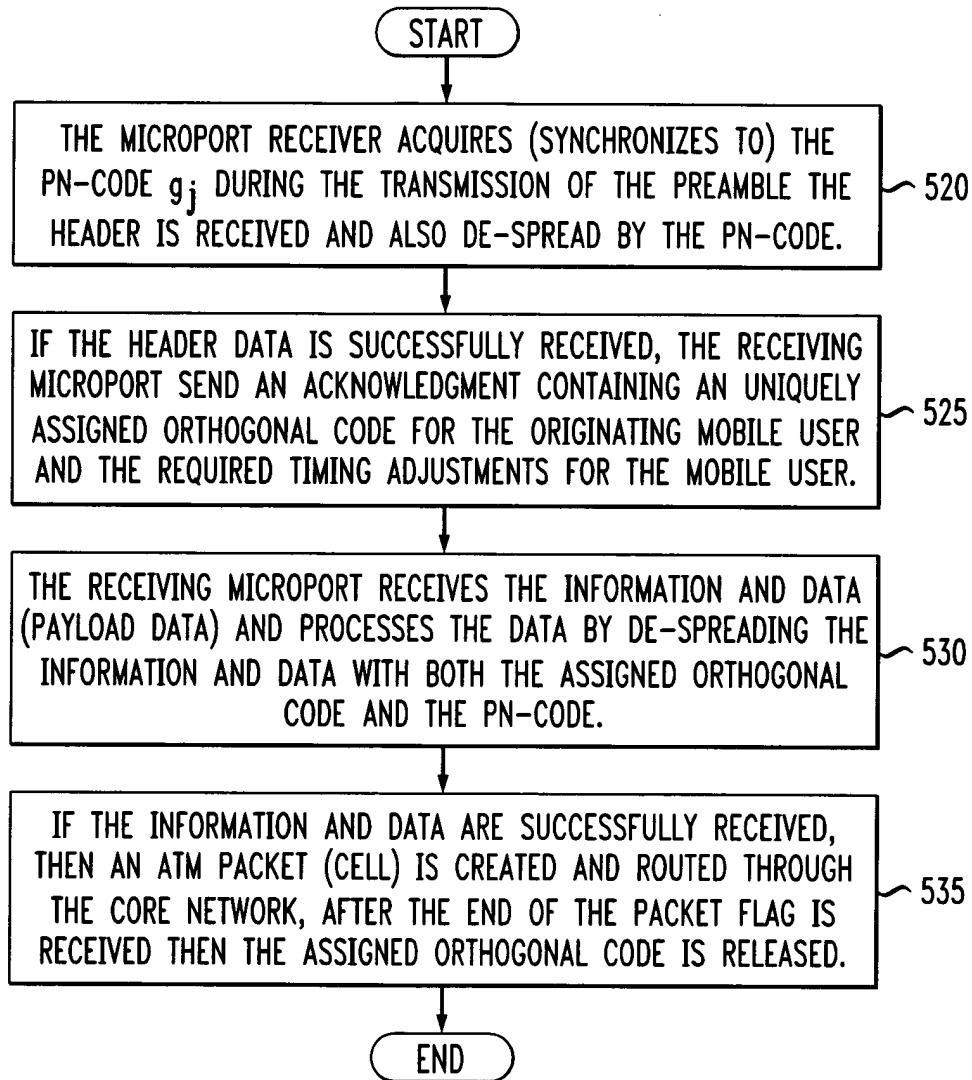 START
THE MICROPORT RECEIVER ACQUIRES (SYNCHRONIZES TO) THE
PN-CODE gj DURING THE TRANSMISSION OF THE PREAMBLE THE
HEADER IS RECEIVED AND ALSO DE-SPREAD BY THE PN-CODE.
520
IF THE HEADER DATA IS SUCCESSFULLY RECEIVED, THE RECEIVING
MICROPORT SEND AN ACKNOWLEDGMENT CONTAINING AN UNIQUELY
ASSIGNED ORTHOGONAL CODE FOR THE ORIGINATING MOBILE USER
AND THE REQUIRED TIMING ADJUSTMENTS FOR THE MOBILE USER.
525
THE RECEIVING MICROPORT RECEIVES THE INFORMATION AND DATA
(PAYLOAD DATA) AND PROCESSES THE DATA BY DE-SPREADING THE
INFORMATION AND DATA WITH BOTH THE ASSIGNED ORTHOGONAL
CODE AND THE PN-CODE.
530
IF THE INFORMATION AND DATA ARE SUCCESSFULLY RECEIVED,
THEN AN ATM PACKET (CELL) IS CREATED AND ROUTED THROUGH
THE CORE NETWORK, AFTER THE END OF THE PACKET FLAG IS
RECEIVED THEN THE ASSIGNED ORTHOGONAL CODE IS RELEASED.
535
END